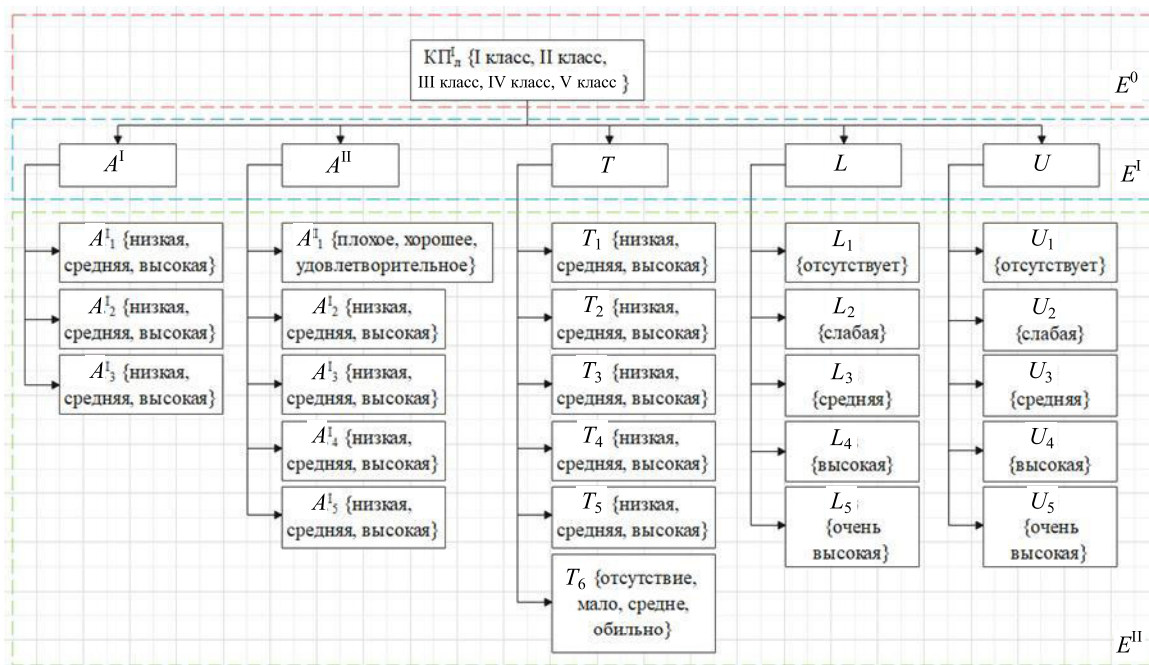 КПᴵл {I класс, II класс,
III класс, IV класс, V класс }
E⁰
Aᴵ
Aᴵᴵ
T
L
U
Eᴵ
Aᴵ₁ {низкая,
средняя, высокая}
Aᴵ₂ {низкая,
средняя, высокая}
Aᴵ₃ {низкая,
средняя, высокая}
Aᴵ₁ {плохое, хорошее,
удовлетворительное}
Aᴵ₂ {низкая,
средняя, высокая}
Aᴵ₃ {низкая,
средняя, высокая}
Aᴵ₄ {низкая,
средняя, высокая}
Aᴵ₅ {низкая,
средняя, высокая}
T₁ {низкая,
средняя, высокая}
T₂ {низкая,
средняя, высокая}
T₃ {низкая,
средняя, высокая}
T₄ {низкая,
средняя, высокая}
T₅ {низкая,
средняя, высокая}
T₆ {отсутствие,
мало, средне,
обильно}
L₁
{отсутствует}
L₂
{слабая}
L₃
{средняя}
L₄
{высокая}
L₅
{очень
высокая}
U₁
{отсутствует}
U₂
{слабая}
U₃
{средняя}
U₄
{высокая}
U₅
{очень
высокая}
Eᴵᴵ